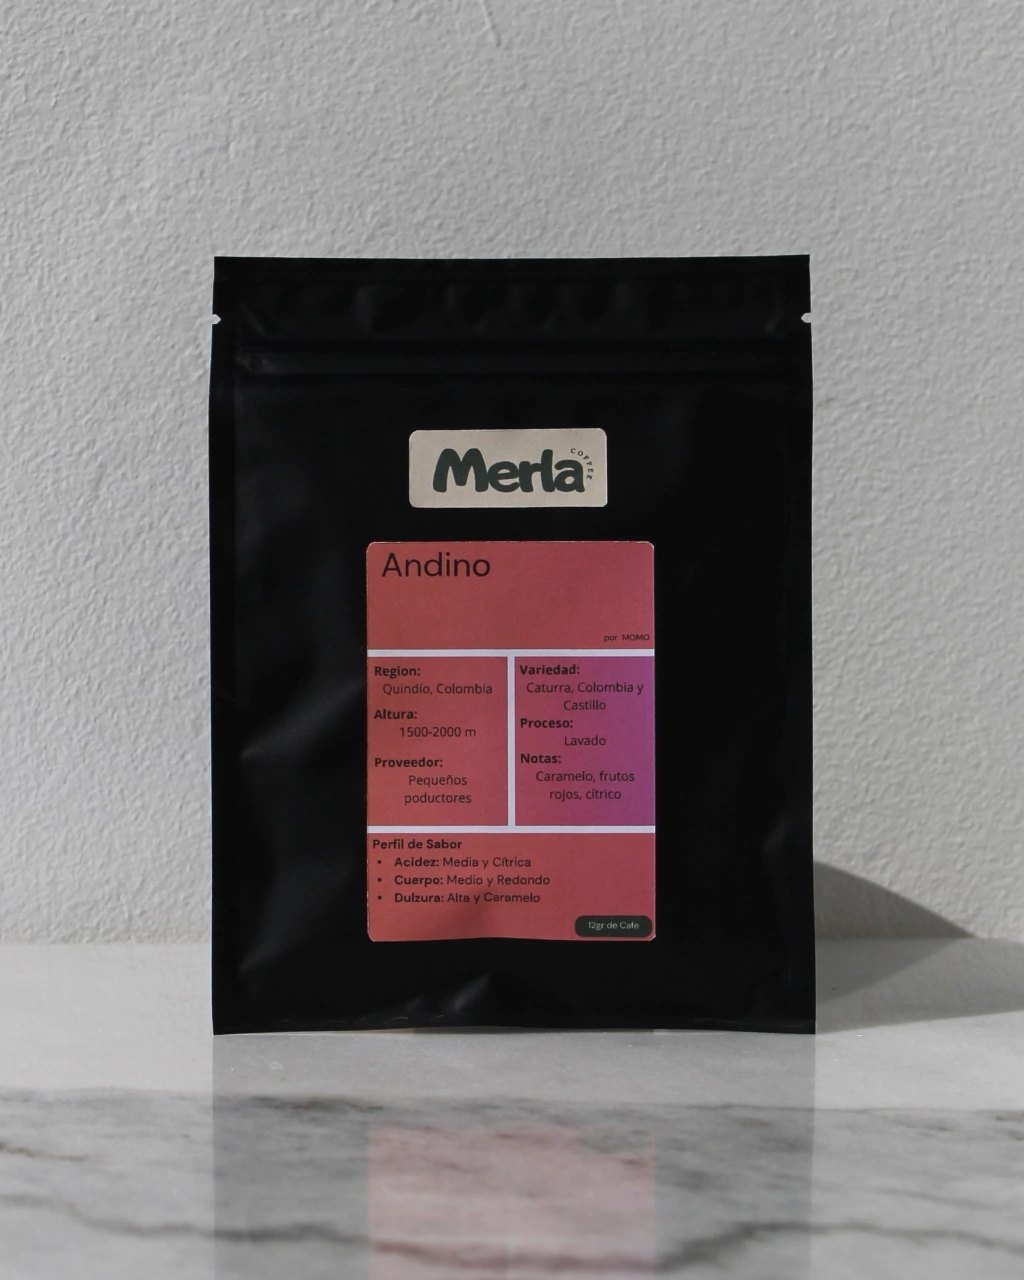 Merla
COFFEE
Andino
por MOMO
Region:
Quindío, Colombia
Altura:
1500-2000 m
Proveedor:
Pequeños
poductores
Variedad:
Caturra, Colombia y
Castillo
Proceso:
Lavado
Notas:
Caramelo, frutos
rojos, cítrico
Perfil de Sabor
• Acidez: Media y Cítrica
• Cuerpo: Medio y Redondo
• Dulzura: Alta y Caramelo
12gr de Cafe